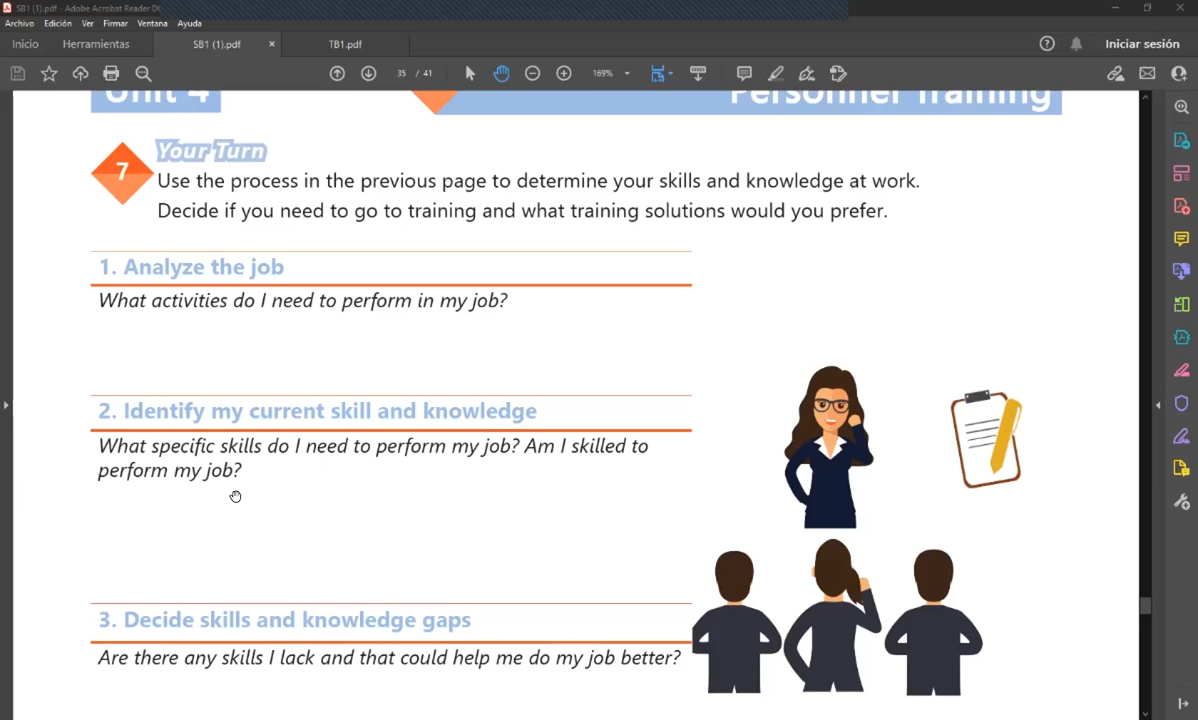 SB1 (1).pdf - Adobe Acrobat Reader DC
Archivo Edición Ver Firmar Ventana Ayuda
Inicio Herramientas SB1 (1).pdf × TB1.pdf Iniciar sesión
35 / 41 169%
Unit 4 Personnel Training
7
Your Turn
Use the process in the previous page to determine your skills and knowledge at work.
Decide if you need to go to training and what training solutions would you prefer.
1. Analyze the job
What activities do I need to perform in my job?
2. Identify my current skill and knowledge
What specific skills do I need to perform my job? Am I skilled to
perform my job?
3. Decide skills and knowledge gaps
Are there any skills I lack and that could help me do my job better?